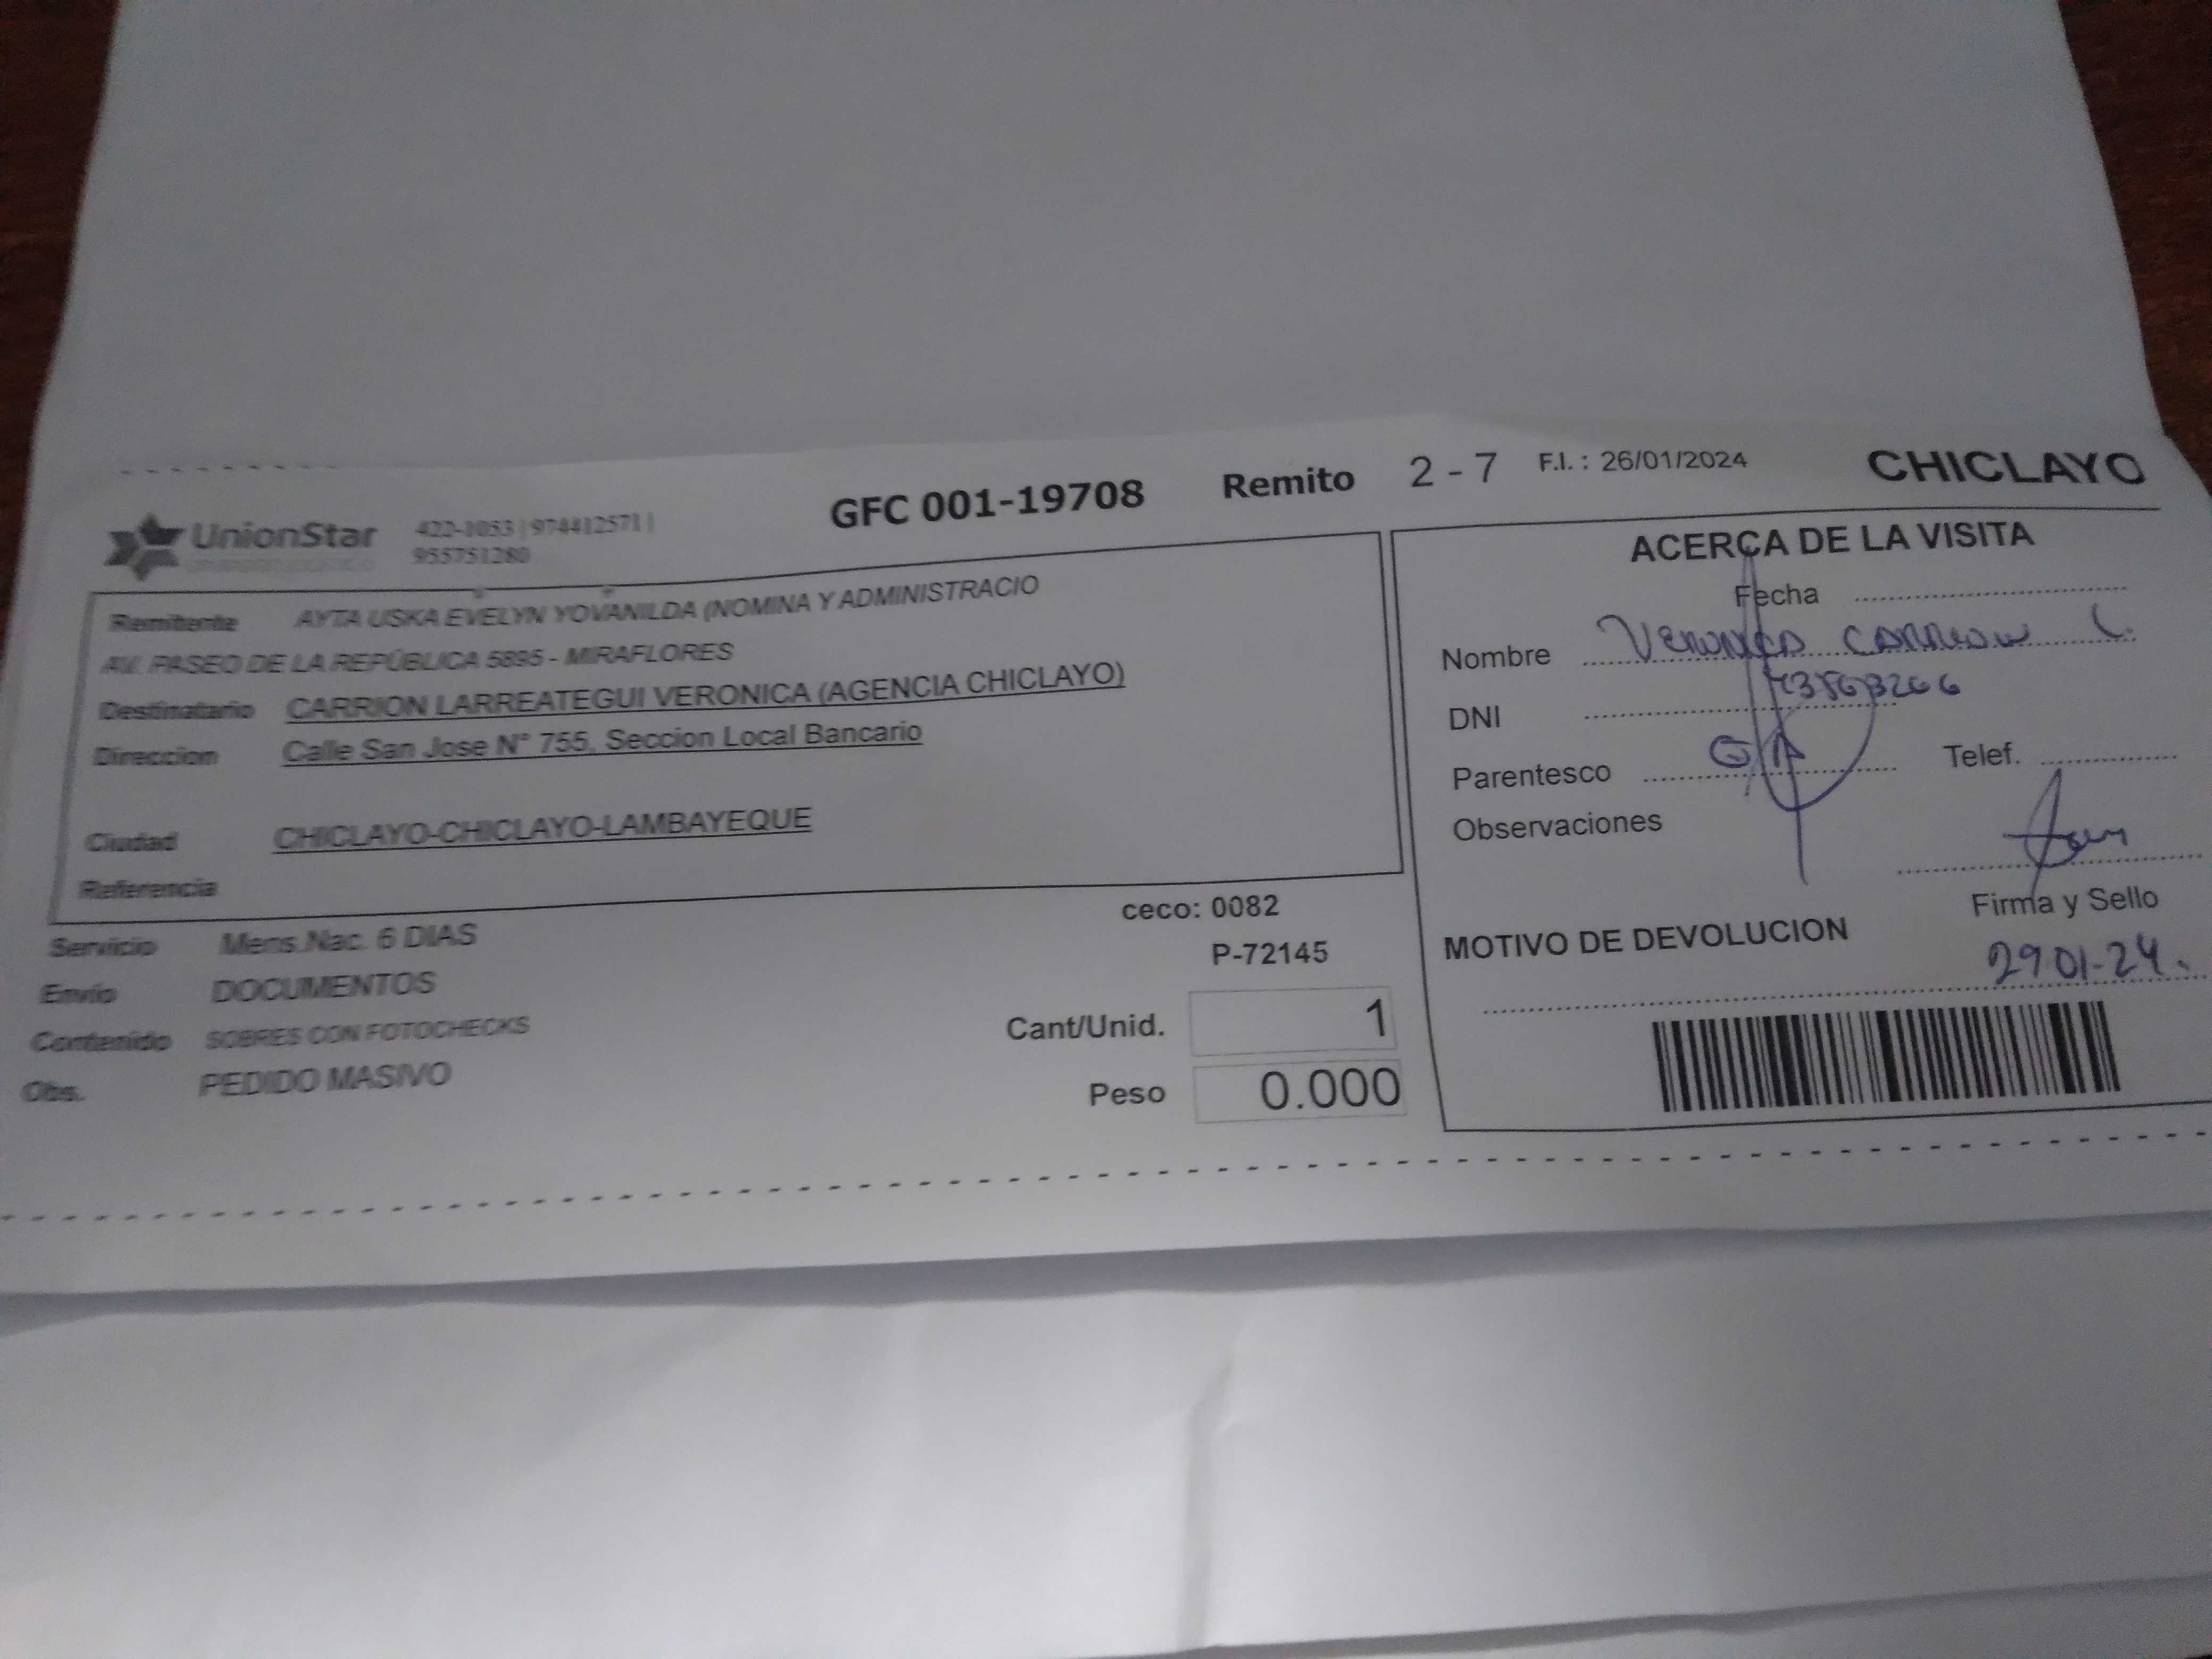 GFC 001-19708 Remito 2 - 7 F.I. : 26/01/2024 CHICLAYO
UnionStar 422-1053 | 974412571 |
955751280
Remitente AYTA USKA EVELYN YOVANILDA (NOMINA Y ADMINISTRACIO
AV. PASEO DE LA REPÚBLICA 5895 - MIRAFLORES
Destinatario CARRION LARREATEGUI VERONICA (AGENCIA CHICLAYO)
Direccion Calle San Jose N° 755, Seccion Local Bancario
Ciudad CHICLAYO-CHICLAYO-LAMBAYEQUE
Referencia
ceco: 0082
Servicio Mens.Nac. 6 DIAS
P-72145
Envio DOCUMENTOS
Contenido SOBRES CON FOTOCHECKS
Cant/Unid. 1
Obs. PEDIDO MASIVO
Peso 0.000
ACERCA DE LA VISITA
Fecha
Nombre Veronica Carrion L.
DNI
Parentesco Telef.
Observaciones
Firma y Sello
MOTIVO DE DEVOLUCION
29.01.24.